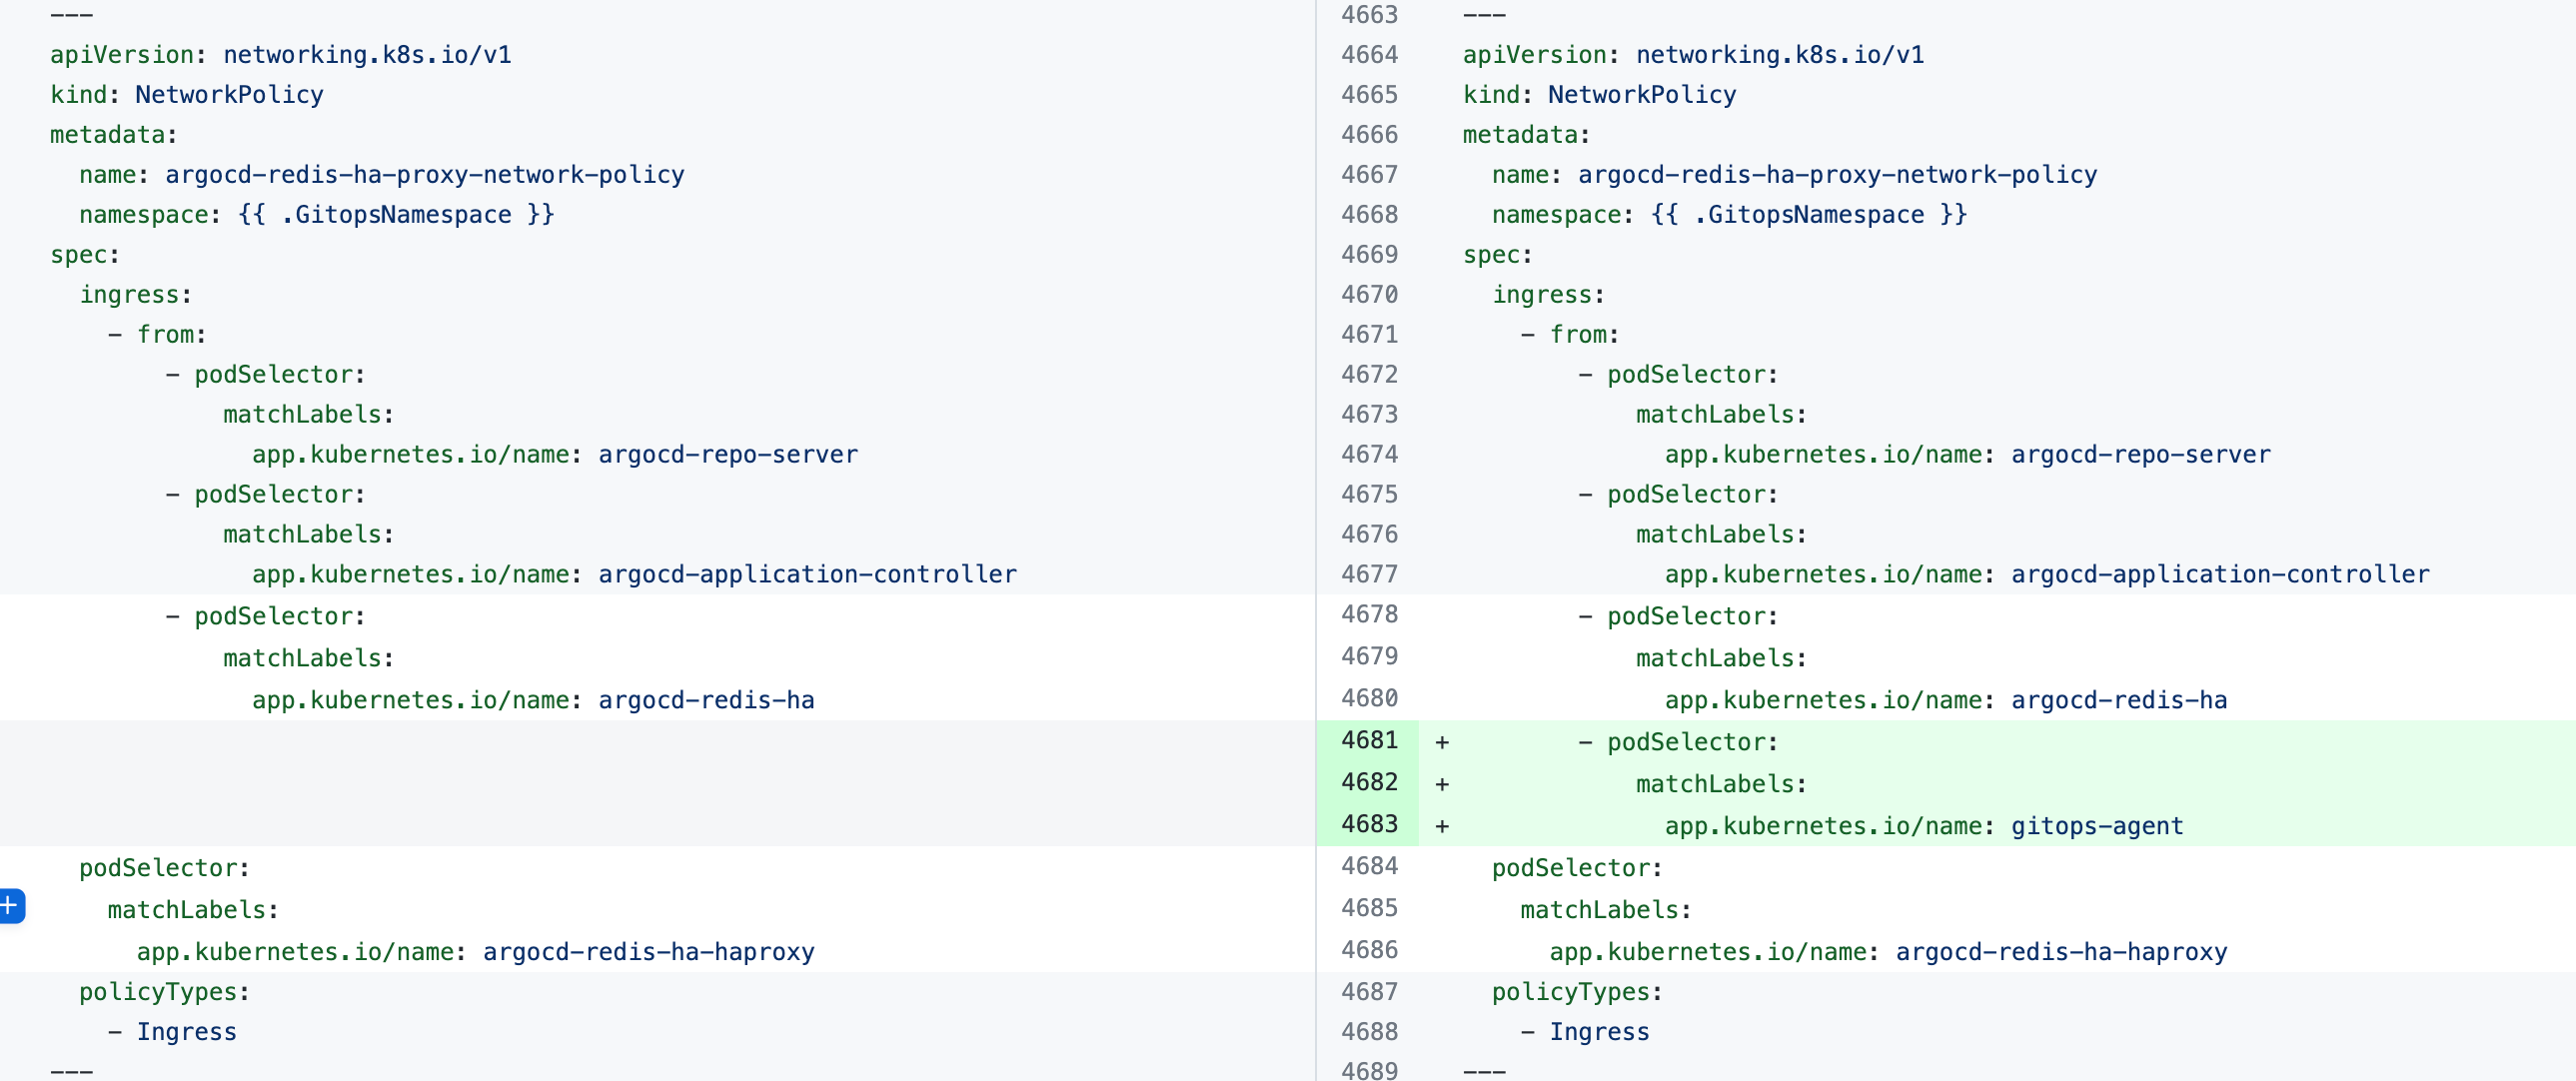 ---
apiVersion: networking.k8s.io/v1
kind: NetworkPolicy
metadata:
  name: argocd-redis-ha-proxy-network-policy
  namespace: {{ .GitopsNamespace }}
spec:
  ingress:
    - from:
        - podSelector:
            matchLabels:
              app.kubernetes.io/name: argocd-repo-server
        - podSelector:
            matchLabels:
              app.kubernetes.io/name: argocd-application-controller
        - podSelector:
            matchLabels:
              app.kubernetes.io/name: argocd-redis-ha
  podSelector:
    matchLabels:
      app.kubernetes.io/name: argocd-redis-ha-haproxy
  policyTypes:
    - Ingress
---
4663 ---
4664 apiVersion: networking.k8s.io/v1
4665 kind: NetworkPolicy
4666 metadata:
4667   name: argocd-redis-ha-proxy-network-policy
4668   namespace: {{ .GitopsNamespace }}
4669 spec:
4670   ingress:
4671     - from:
4672         - podSelector:
4673             matchLabels:
4674               app.kubernetes.io/name: argocd-repo-server
4675         - podSelector:
4676             matchLabels:
4677               app.kubernetes.io/name: argocd-application-controller
4678         - podSelector:
4679             matchLabels:
4680               app.kubernetes.io/name: argocd-redis-ha
4681 +         - podSelector:
4682 +             matchLabels:
4683 +               app.kubernetes.io/name: gitops-agent
4684   podSelector:
4685     matchLabels:
4686       app.kubernetes.io/name: argocd-redis-ha-haproxy
4687   policyTypes:
4688     - Ingress
4689 ---